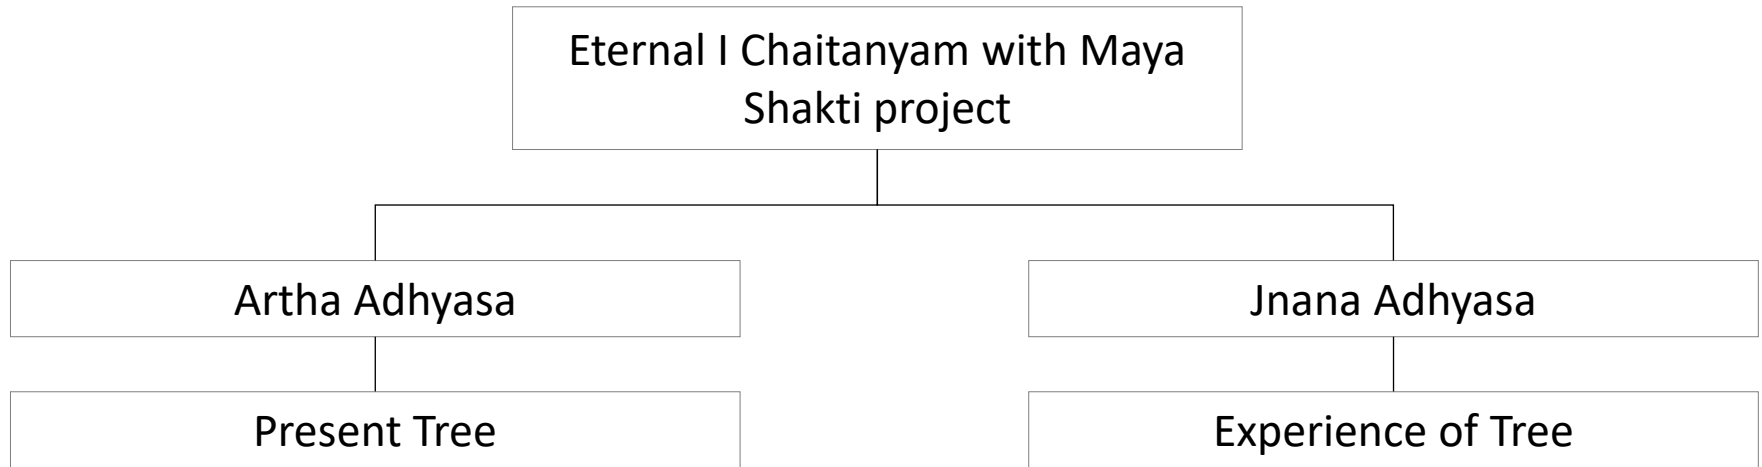 Eternal I Chaitanyam with Maya
Shakti project
Artha Adhyasa
Jnana Adhyasa
Present Tree
Experience of Tree